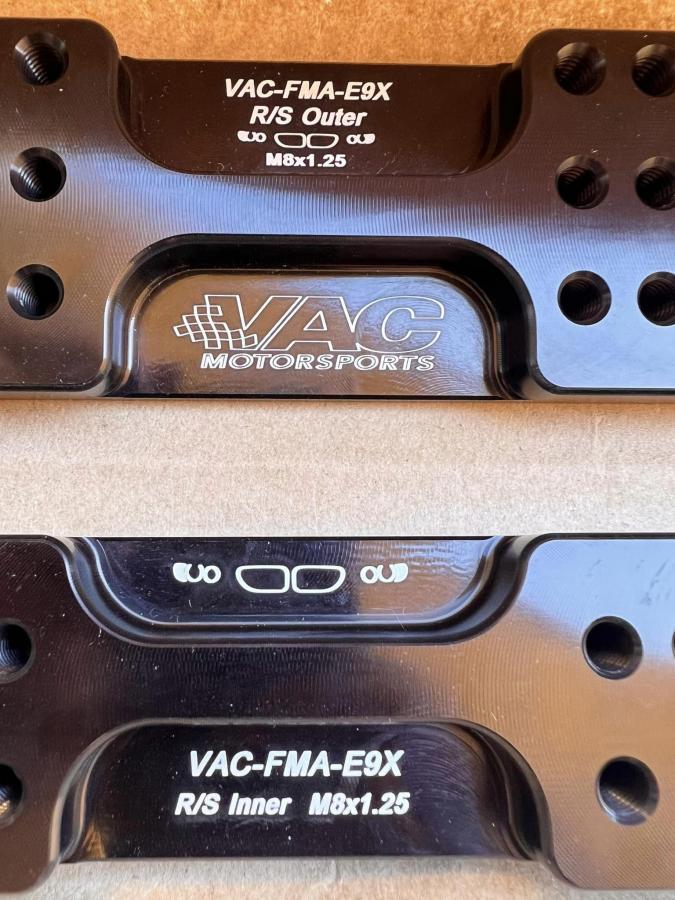 VAC-FMA-E9X
R/S Outer
M8x1.25
VAC
MOTORSPORTS
VAC-FMA-E9X
R/S Inner M8x1.25